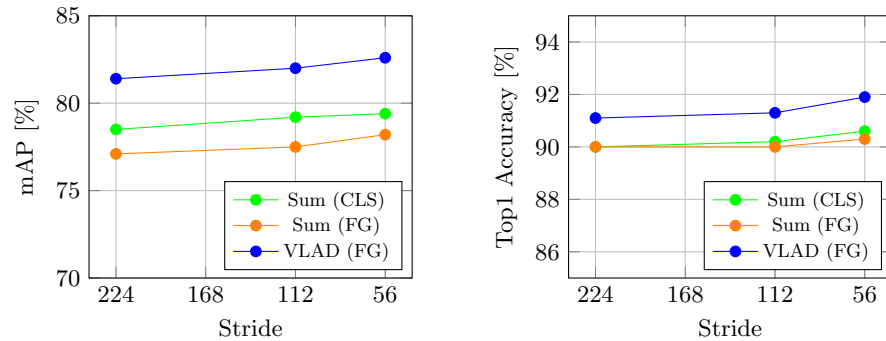 85
80
75
70
mAP [%]
224
168
112
56
Stride
Sum (CLS)
Sum (FG)
VLAD (FG)
94
92
90
88
86
Top1 Accuracy [%]
224
168
112
56
Stride
Sum (CLS)
Sum (FG)
VLAD (FG)